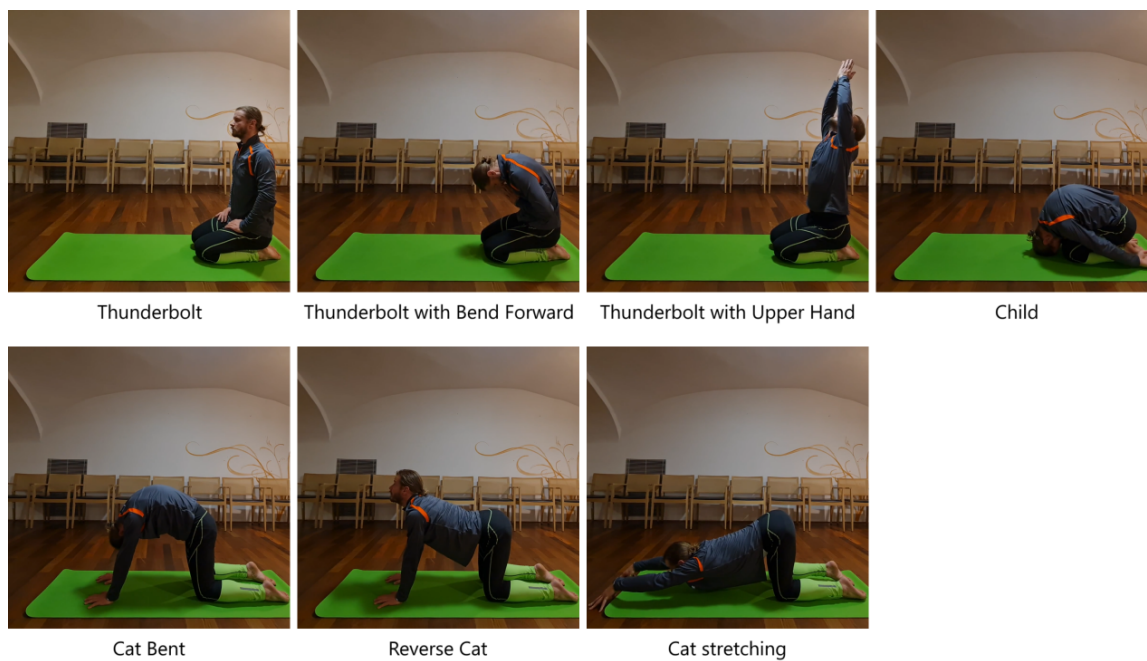 Thunderbolt
Thunderbolt with Bend Forward
Thunderbolt with Upper Hand
Child
Cat Bent
Reverse Cat
Cat stretching